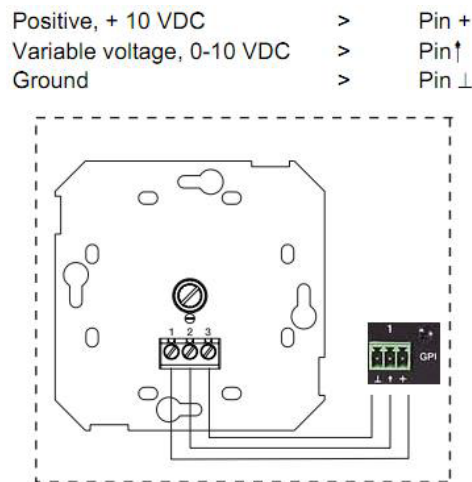 Positive, + 10 VDC > Pin +
Variable voltage, 0-10 VDC > Pin ↑
Ground > Pin ⊥
1 2 3
1
GPI
⊥ ↑ +